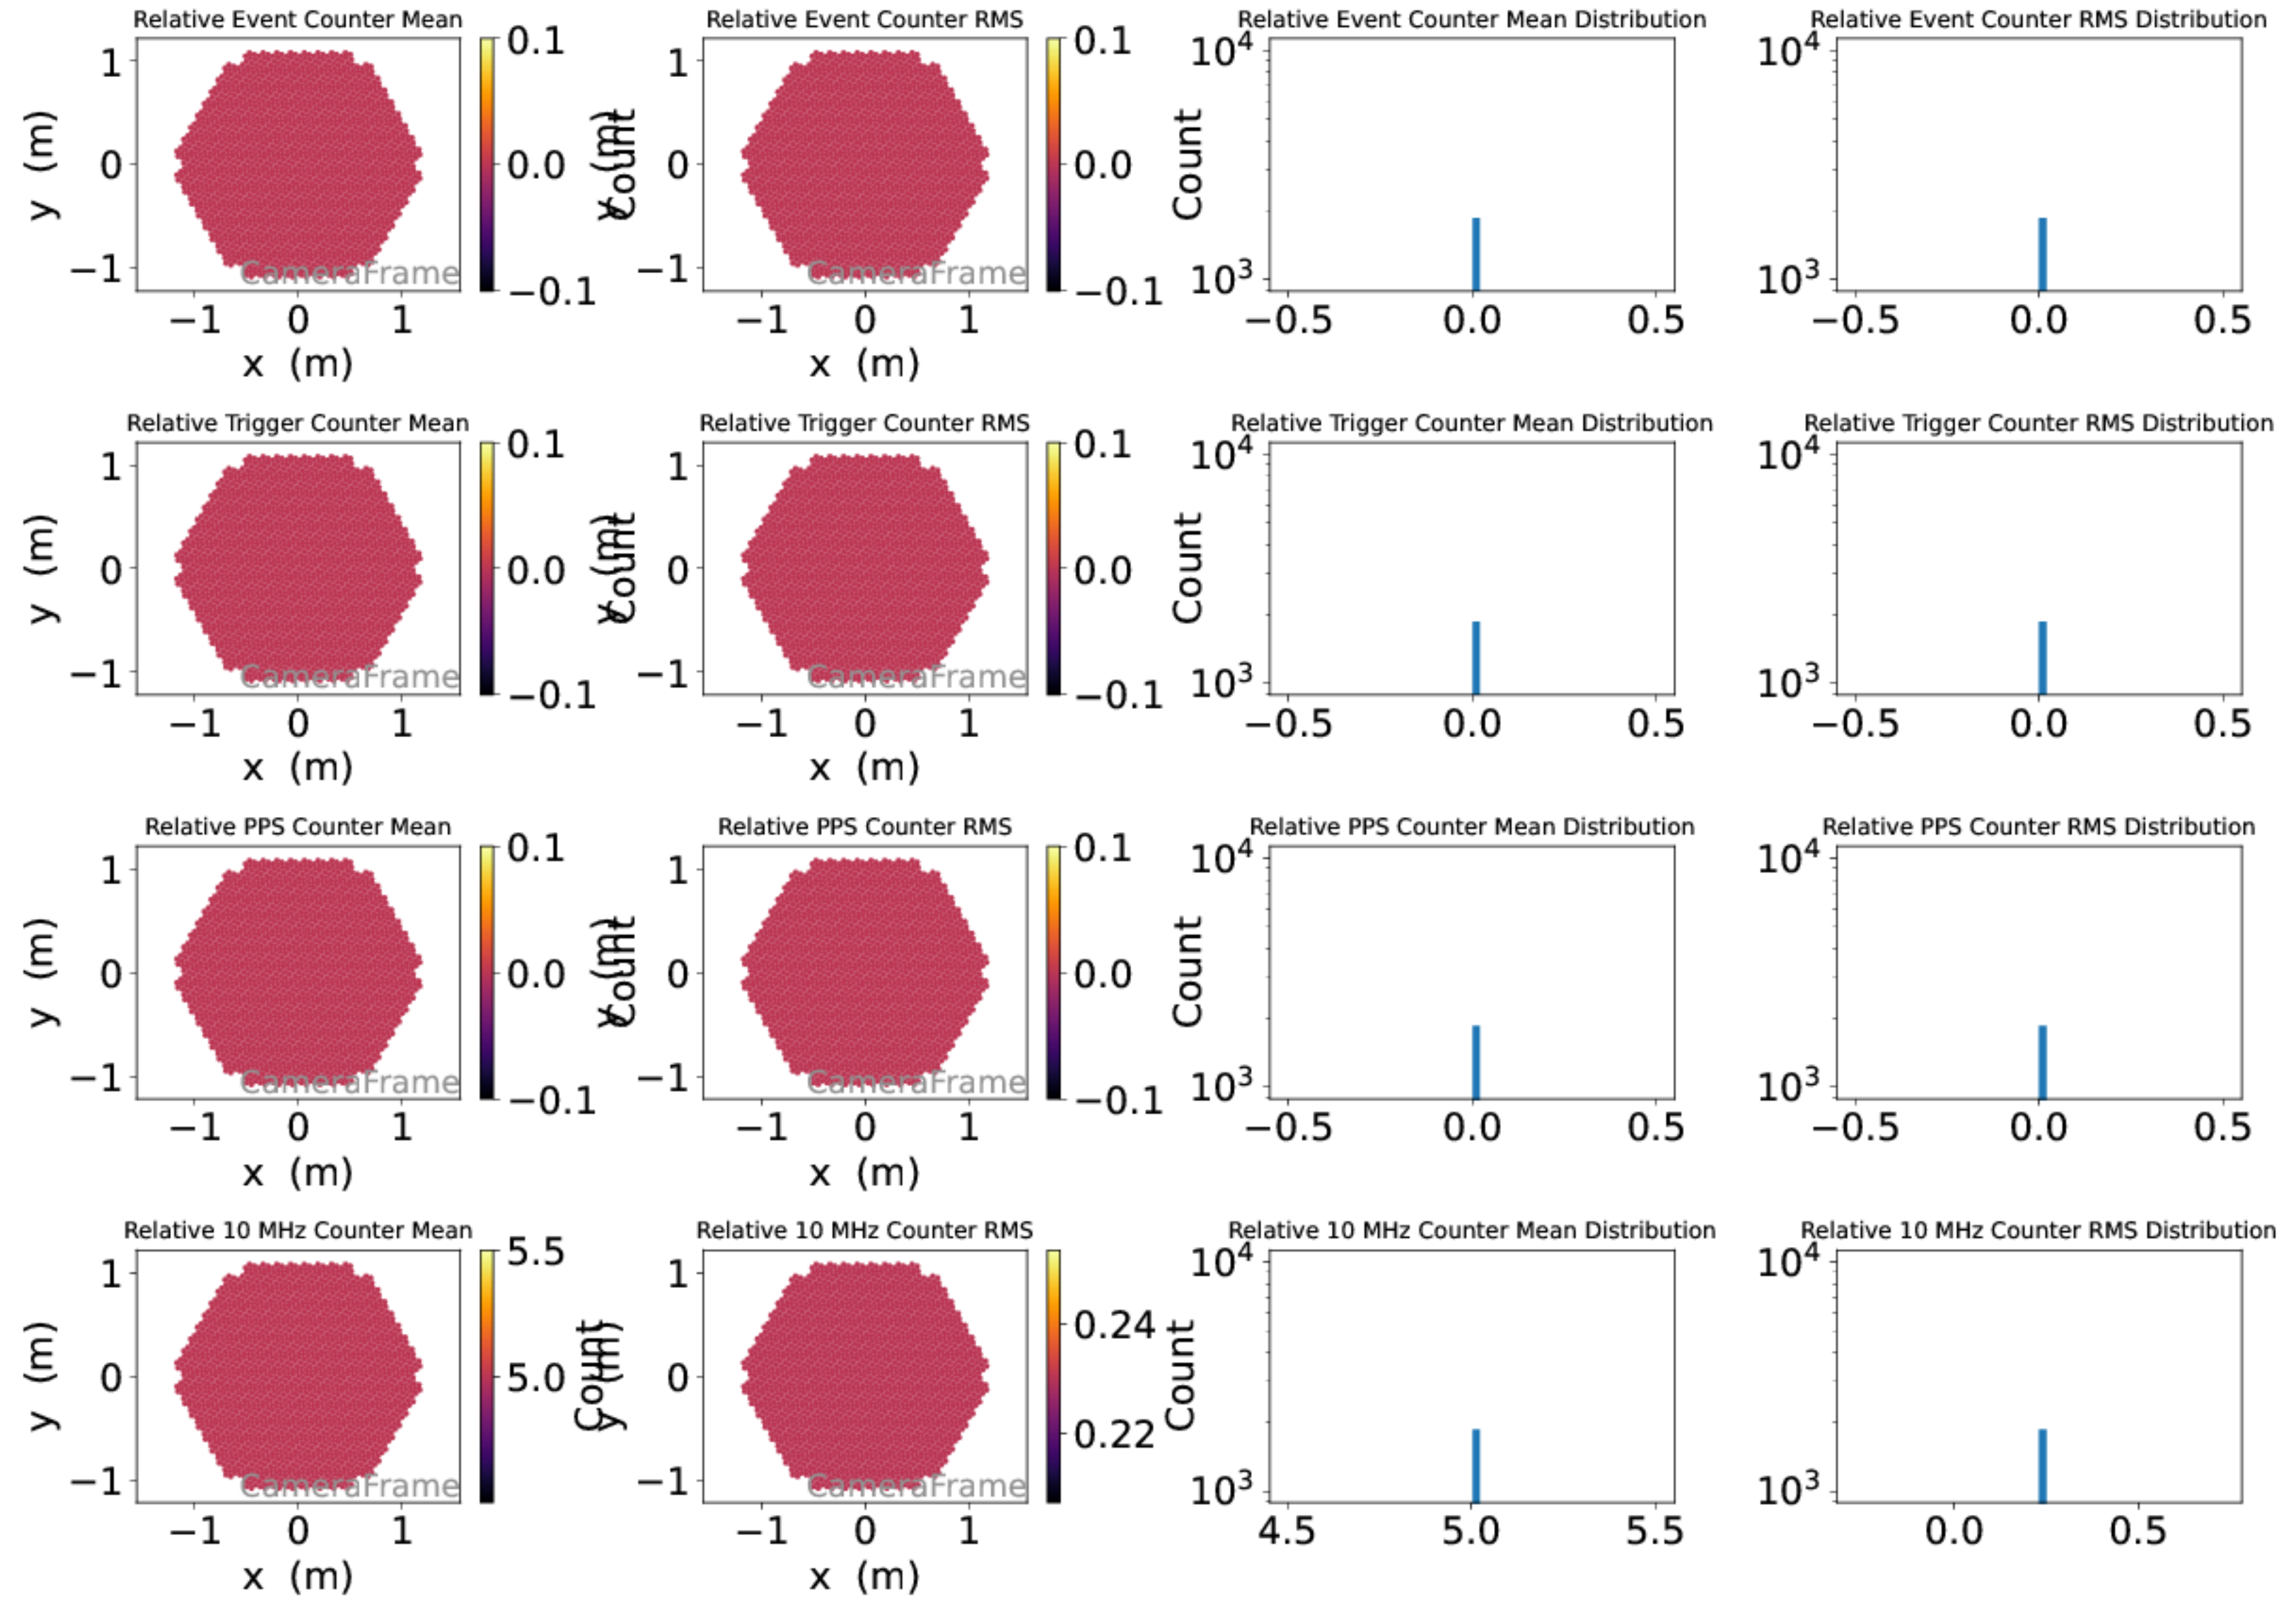 Relative Event Counter Mean
Relative Event Counter RMS
Relative Event Counter Mean Distribution
Relative Event Counter RMS Distribution
y (m)
1
0
−1
CameraFrame
−1 0 1
x (m)
0.1
0.0
−0.1
Count
y (m)
1
0
−1
CameraFrame
−1 0 1
x (m)
0.1
0.0
−0.1
Count
10⁴
10³
−0.5 0.0 0.5
10⁴
10³
−0.5 0.0 0.5
Relative Trigger Counter Mean
Relative Trigger Counter RMS
Relative Trigger Counter Mean Distribution
Relative Trigger Counter RMS Distribution
y (m)
1
0
−1
CameraFrame
−1 0 1
x (m)
0.1
0.0
−0.1
Count
y (m)
1
0
−1
CameraFrame
−1 0 1
x (m)
0.1
0.0
−0.1
Count
10⁴
10³
−0.5 0.0 0.5
10⁴
10³
−0.5 0.0 0.5
Relative PPS Counter Mean
Relative PPS Counter RMS
Relative PPS Counter Mean Distribution
Relative PPS Counter RMS Distribution
y (m)
1
0
−1
CameraFrame
−1 0 1
x (m)
0.1
0.0
−0.1
Count
y (m)
1
0
−1
CameraFrame
−1 0 1
x (m)
0.1
0.0
−0.1
Count
10⁴
10³
−0.5 0.0 0.5
10⁴
10³
−0.5 0.0 0.5
Relative 10 MHz Counter Mean
Relative 10 MHz Counter RMS
Relative 10 MHz Counter Mean Distribution
Relative 10 MHz Counter RMS Distribution
y (m)
1
0
−1
CameraFrame
−1 0 1
x (m)
5.5
5.0
Count
y (m)
1
0
−1
CameraFrame
−1 0 1
x (m)
0.24
0.22
Count
10⁴
10³
4.5 5.0 5.5
10⁴
10³
0.0 0.5